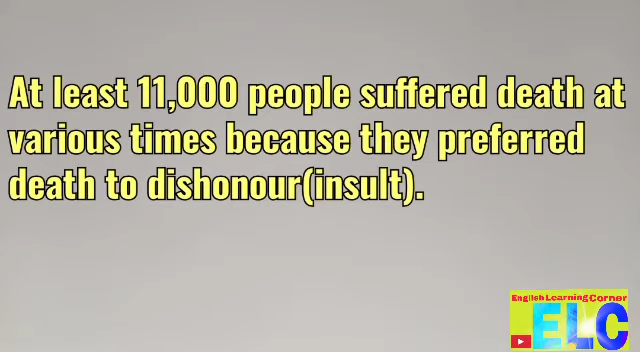 At least 11,000 people suffered death at
various times because they preferred
death to dishonour(insult).
English Learning Corner
ELC